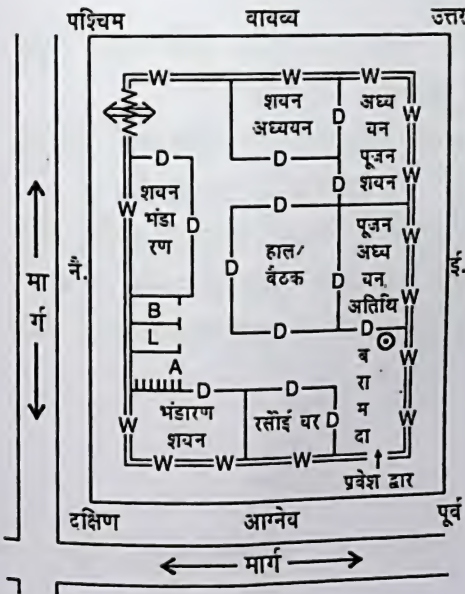 पश्चिम वायव्य उत्तर
W W W W
शयन अध्य
अध्ययन D यन
D पूजन W
शयन D शयन
भंडा D W
रण D D पूजन W
मार्ग नै. हाल/ अध्य ई.
D बैठक D यन,
B अतिथि W
L D D
A ब
D D रा W
भंडारण रसोई घर D म
W शयन दा
W W W W
प्रवेश द्वार
दक्षिण आग्नेय पूर्व
मार्ग